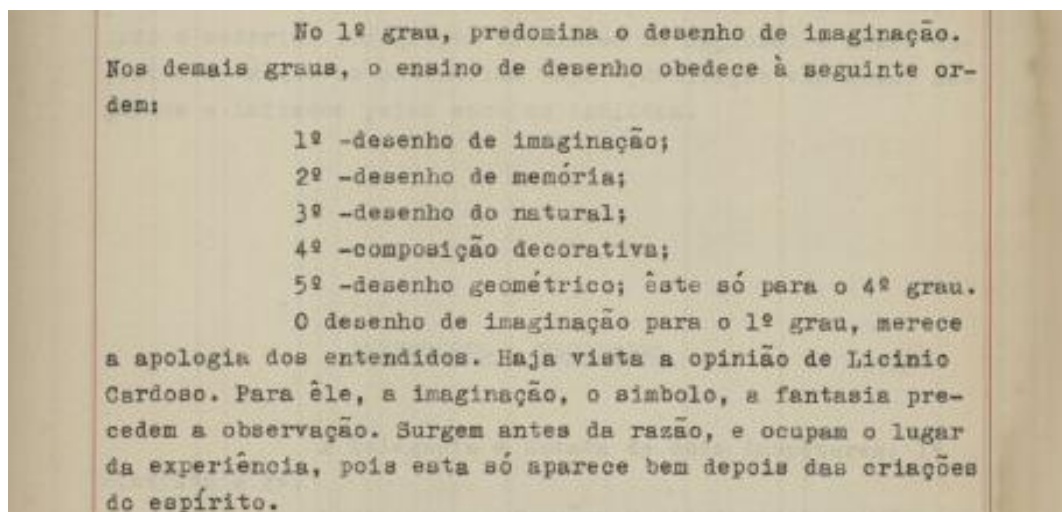 No 1º grau, predomina o desenho de imaginação.
Nos demais graus, o ensino de desenho obedece à seguinte or-
dem:
1º -desenho de imaginação;
2º -desenho de memória;
3º -desenho do natural;
4º -composição decorativa;
5º -desenho geométrico; êste só para o 4º grau.
O desenho de imaginação para o 1º grau, merece
a apologia dos entendidos. Haja vista a opinião de Licinio
Cardoso. Para êle, a imaginação, o simbolo, a fantasia pre-
cedem a observação. Surgem antes da razão, e ocupam o lugar
da experiência, pois esta só aparece bem depois das criações
do espírito.